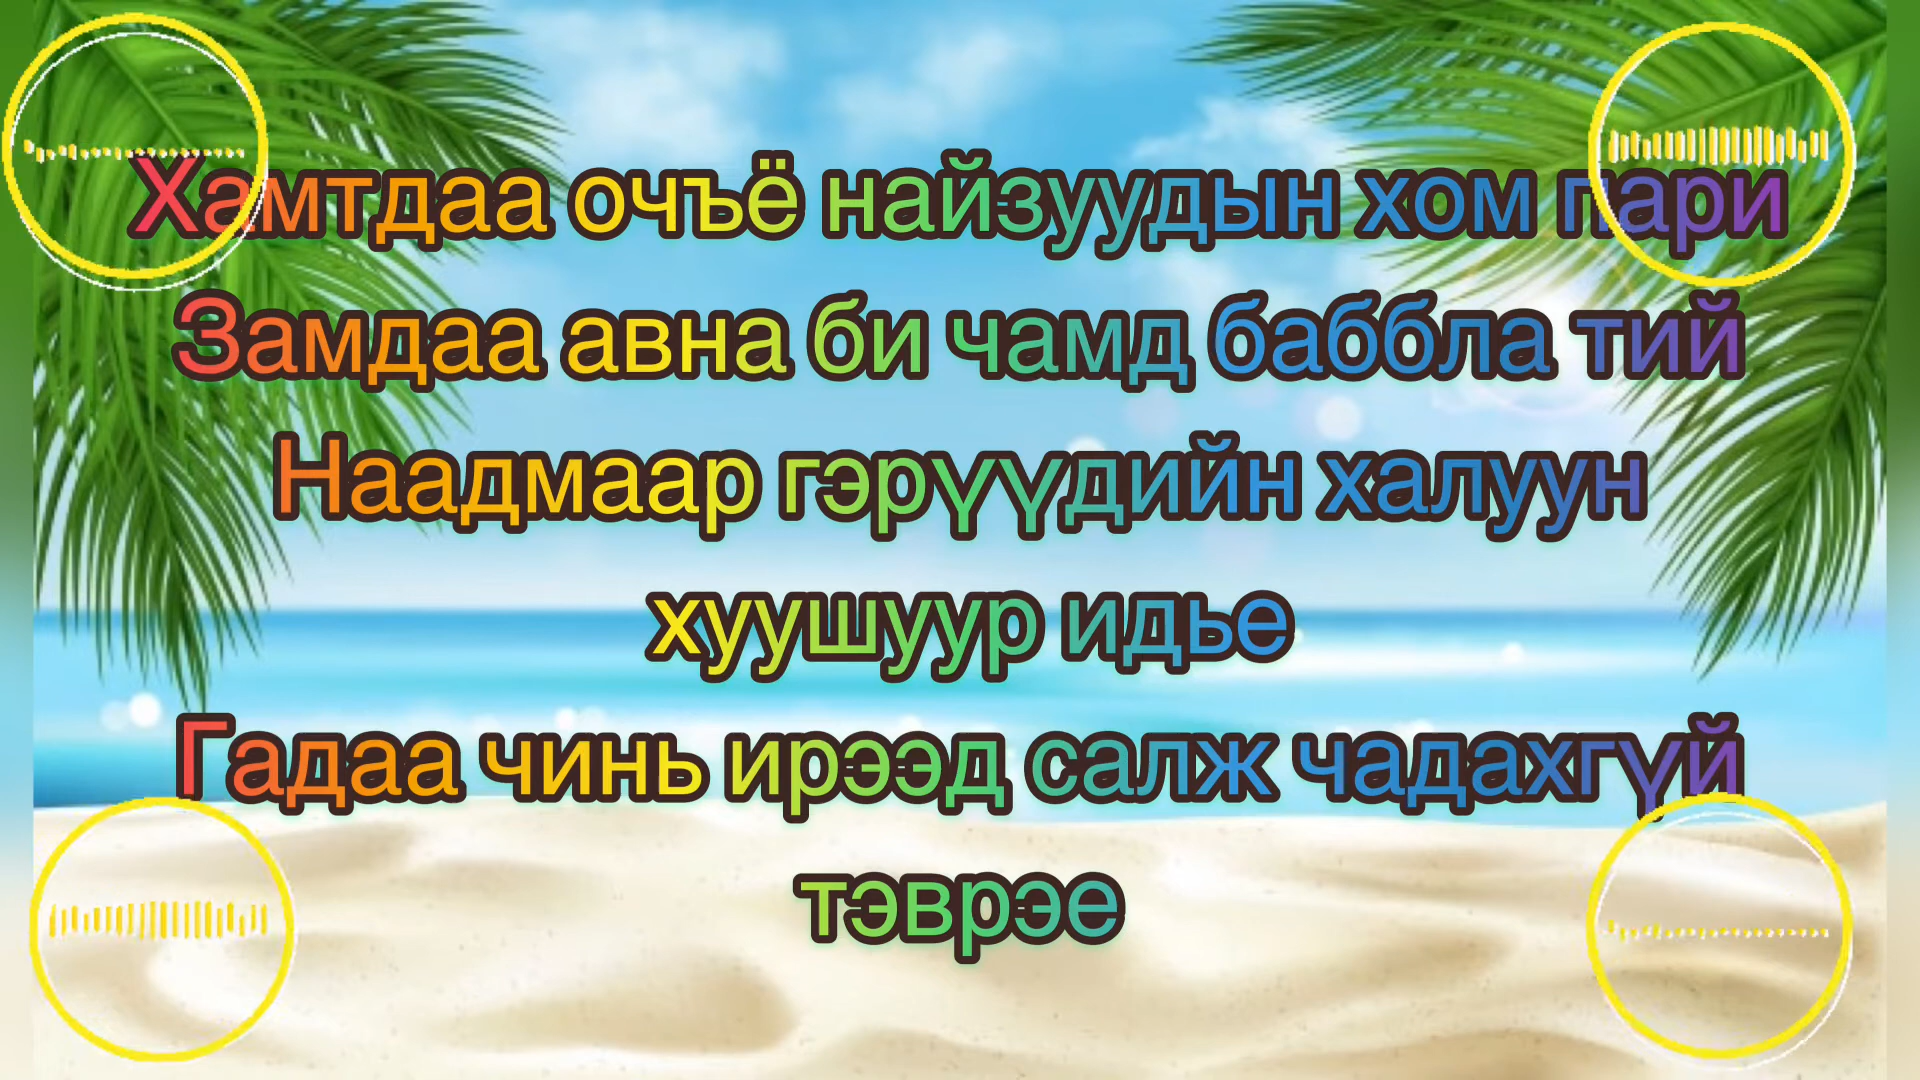 Хамтдаа очъё найзуудын хом пари
Замдаа авна би чамд баббла тий
Наадмаар гэрүүдийн халуун
хуушуур идье
Гадаа чинь ирээд салж чадахгүй
тэврэе